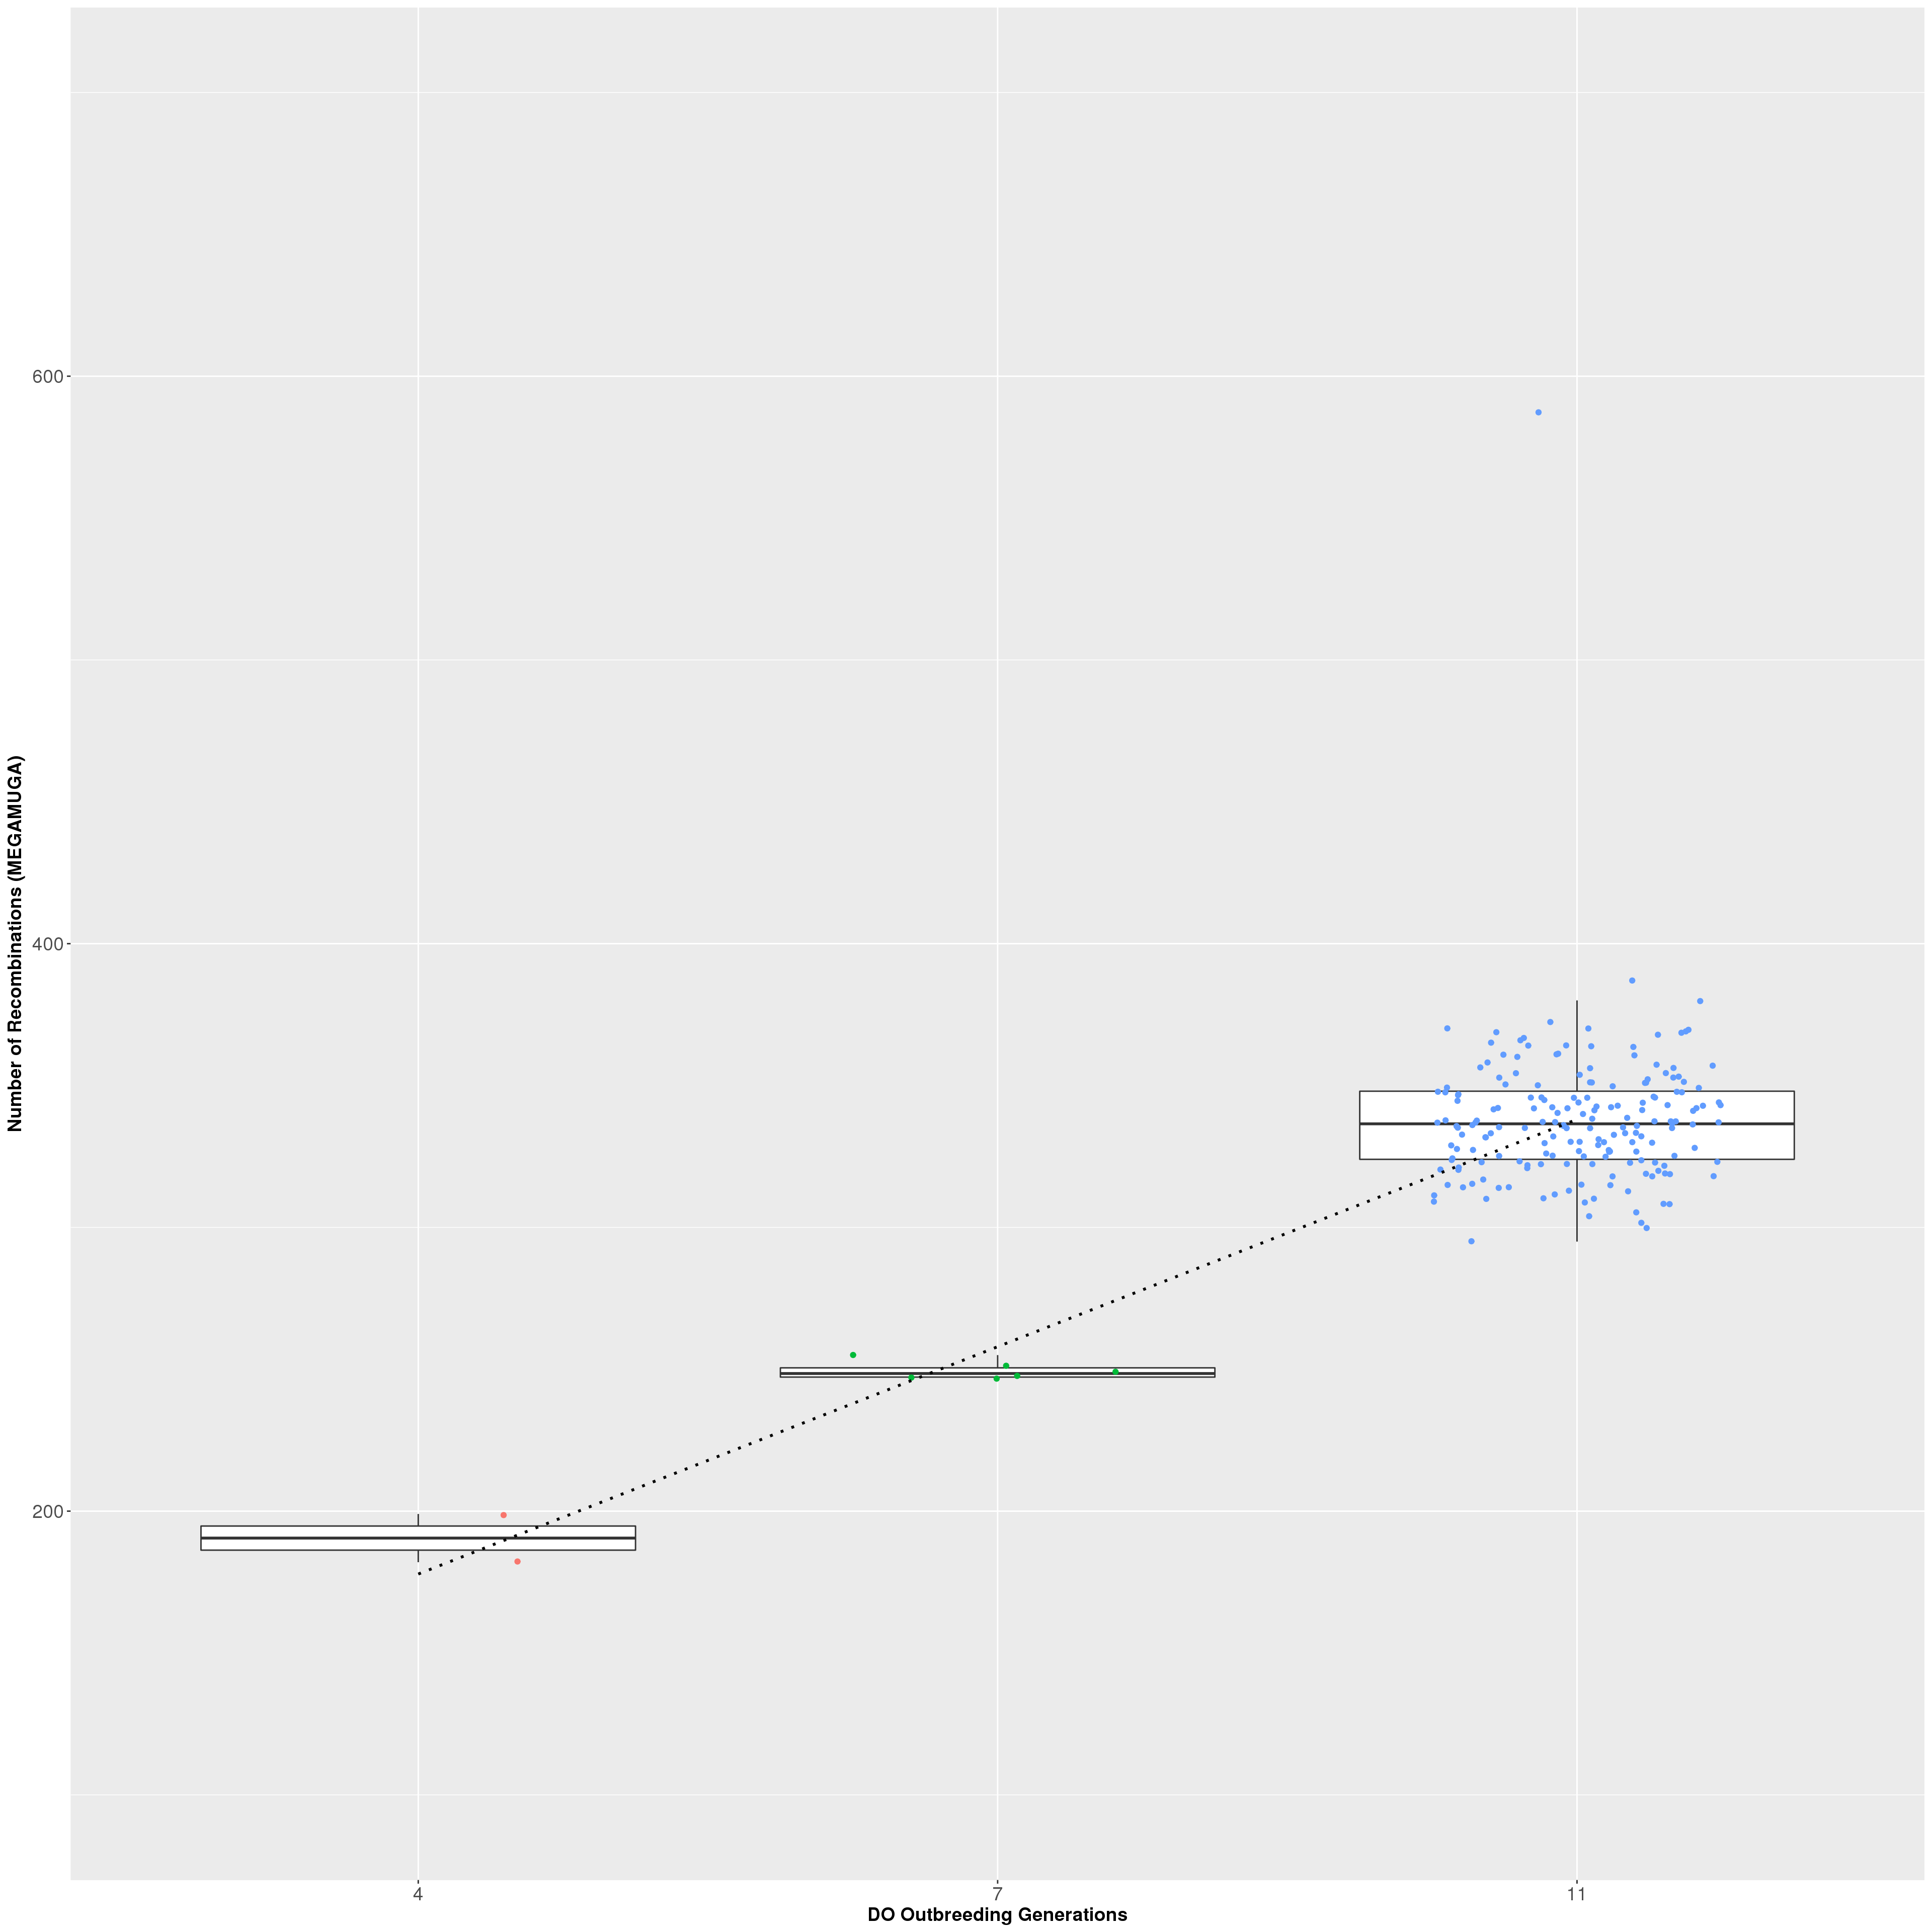 Number of Recombinations (MEGAMUGA)
600
400
200
4 7 11
DO Outbreeding Generations